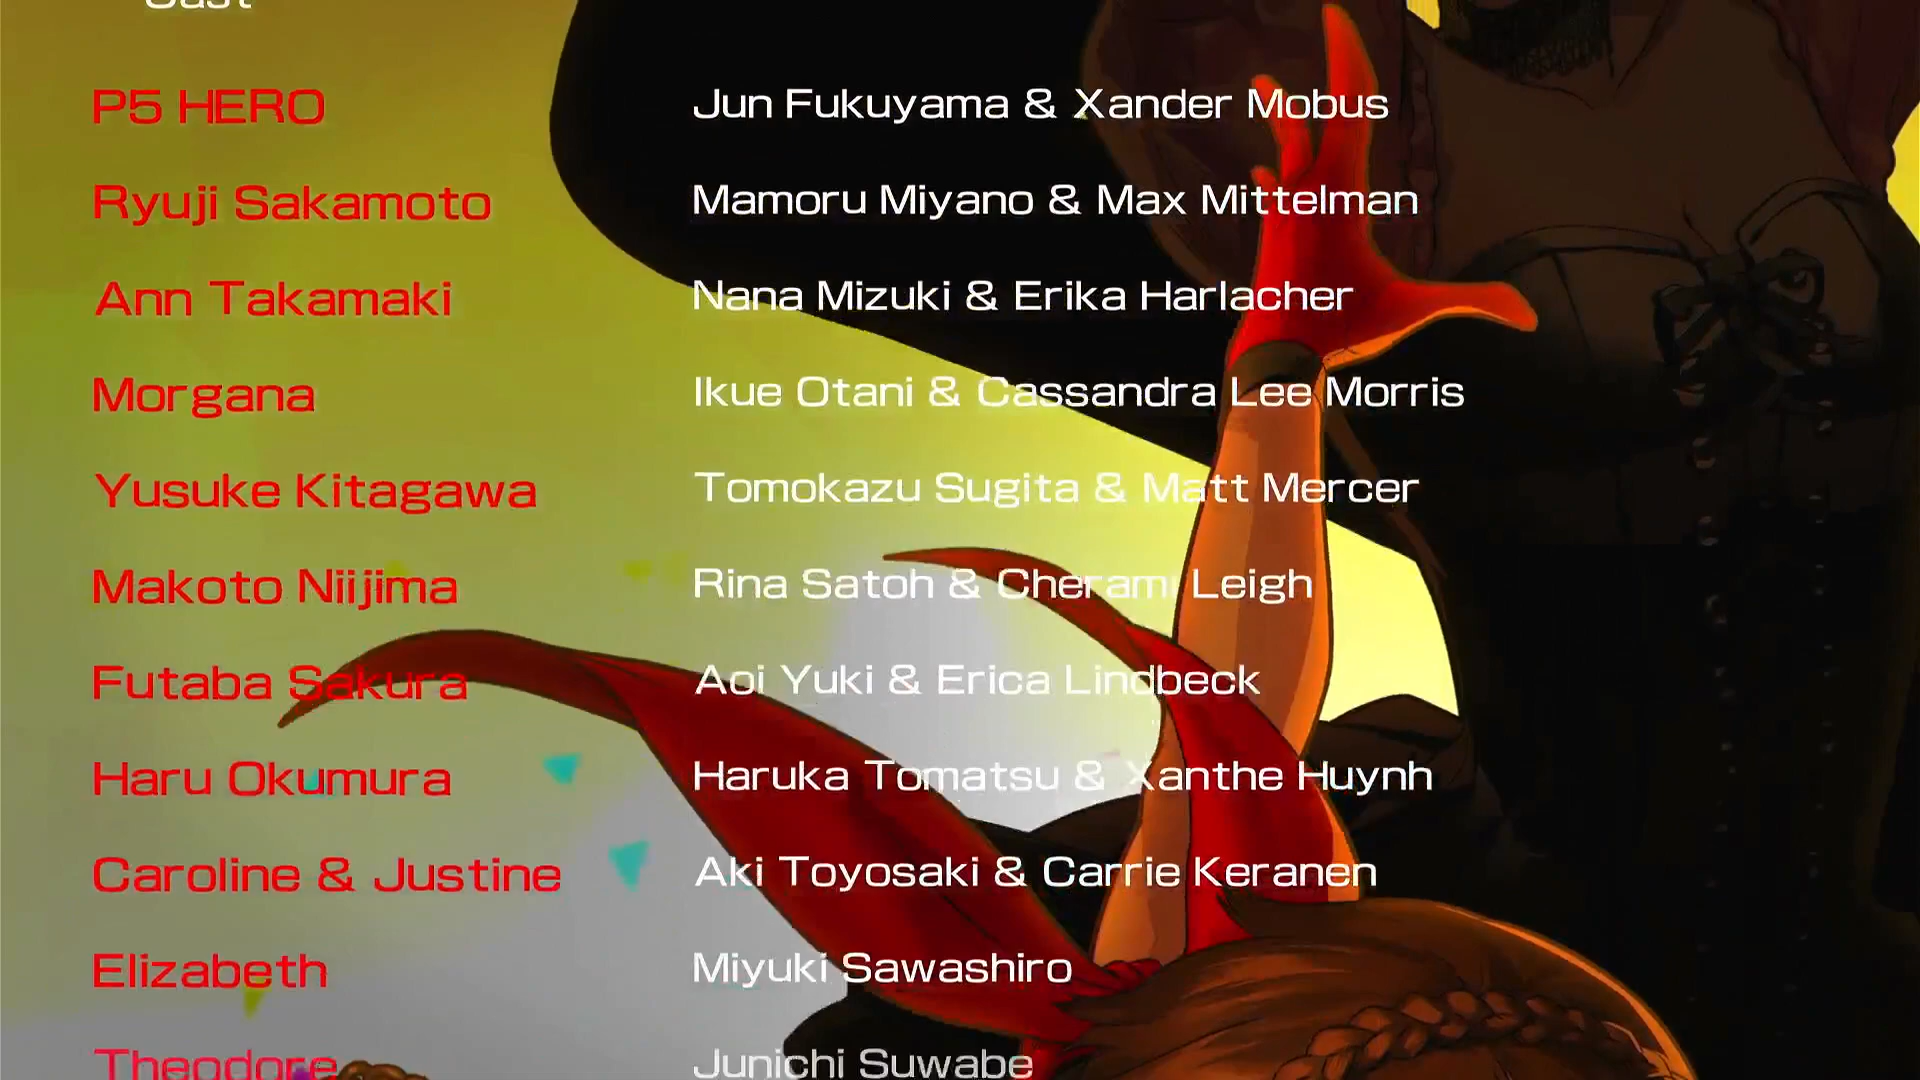 Cast
P5 HERO Jun Fukuyama & Xander Mobus
Ryuji Sakamoto Mamoru Miyano & Max Mittelman
Ann Takamaki Nana Mizuki & Erika Harlacher
Morgana Ikue Otani & Cassandra Lee Morris
Yusuke Kitagawa Tomokazu Sugita & Matt Mercer
Makoto Niijima Rina Satoh & Cherami Leigh
Futaba Sakura Aoi Yuki & Erica Lindbeck
Haru Okumura Haruka Tomatsu & Xanthe Huynh
Caroline & Justine Aki Toyosaki & Carrie Keranen
Elizabeth Miyuki Sawashiro
Theodore Junichi Suwabe